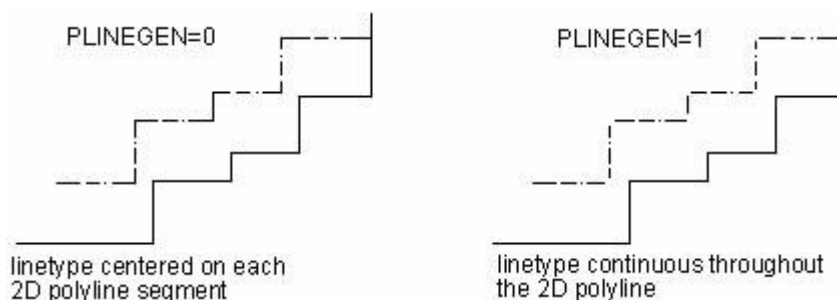 PLINEGEN=0
linetype centered on each
2D polyline segment
PLINEGEN=1
linetype continuous throughout
the 2D polyline